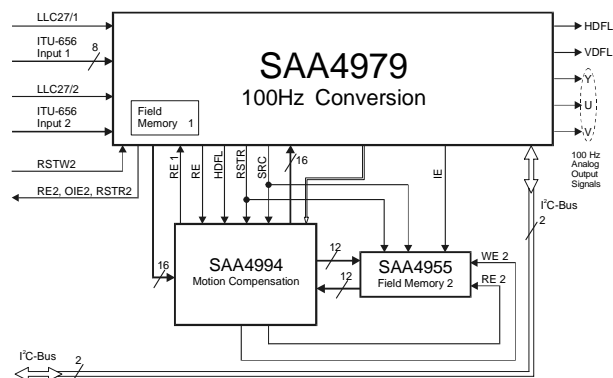 LLC27/1
HDFL
ITU-656
Input 1
8
VDFL
SAA4979
100Hz Conversion
Y
LLC27/2
U
ITU-656
Input 2
Field
Memory 1
V
RSTW2
RE2, OIE2, RSTR2
RE 1
RE
HDFL
RSTR
SRC
16
IE
100 Hz
Analog
Output
Signals
I²C-Bus
2
16
SAA4994
Motion Compensation
12
12
SAA4955
Field Memory 2
WE 2
RE 2
I²C-Bus
2